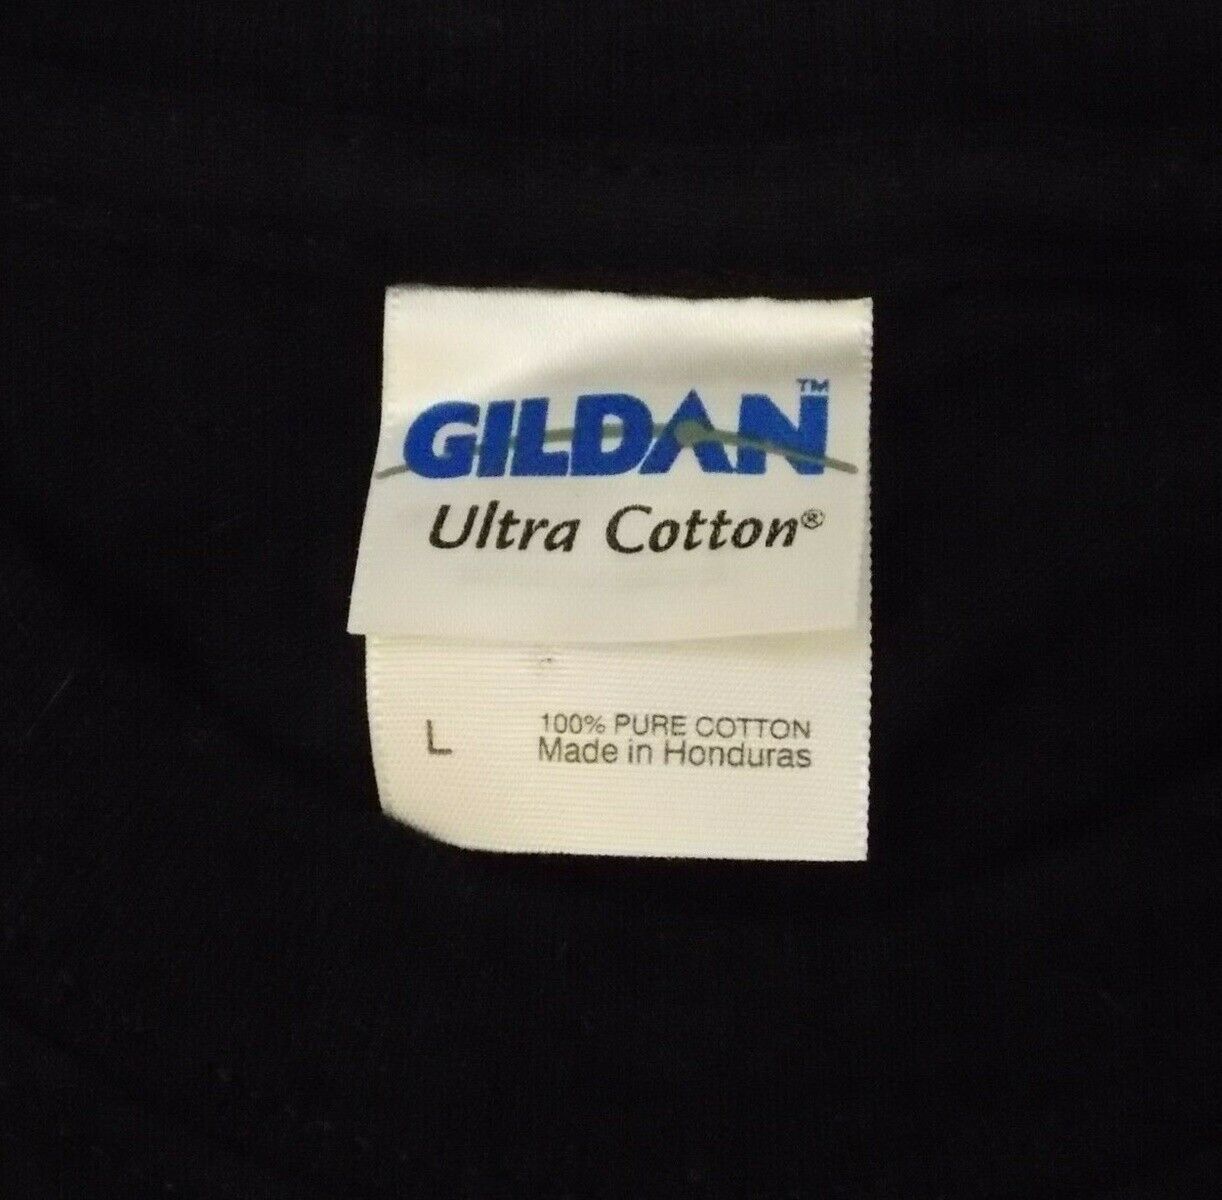 GILDAN™
Ultra Cotton®
L
100% PURE COTTON
Made in Honduras